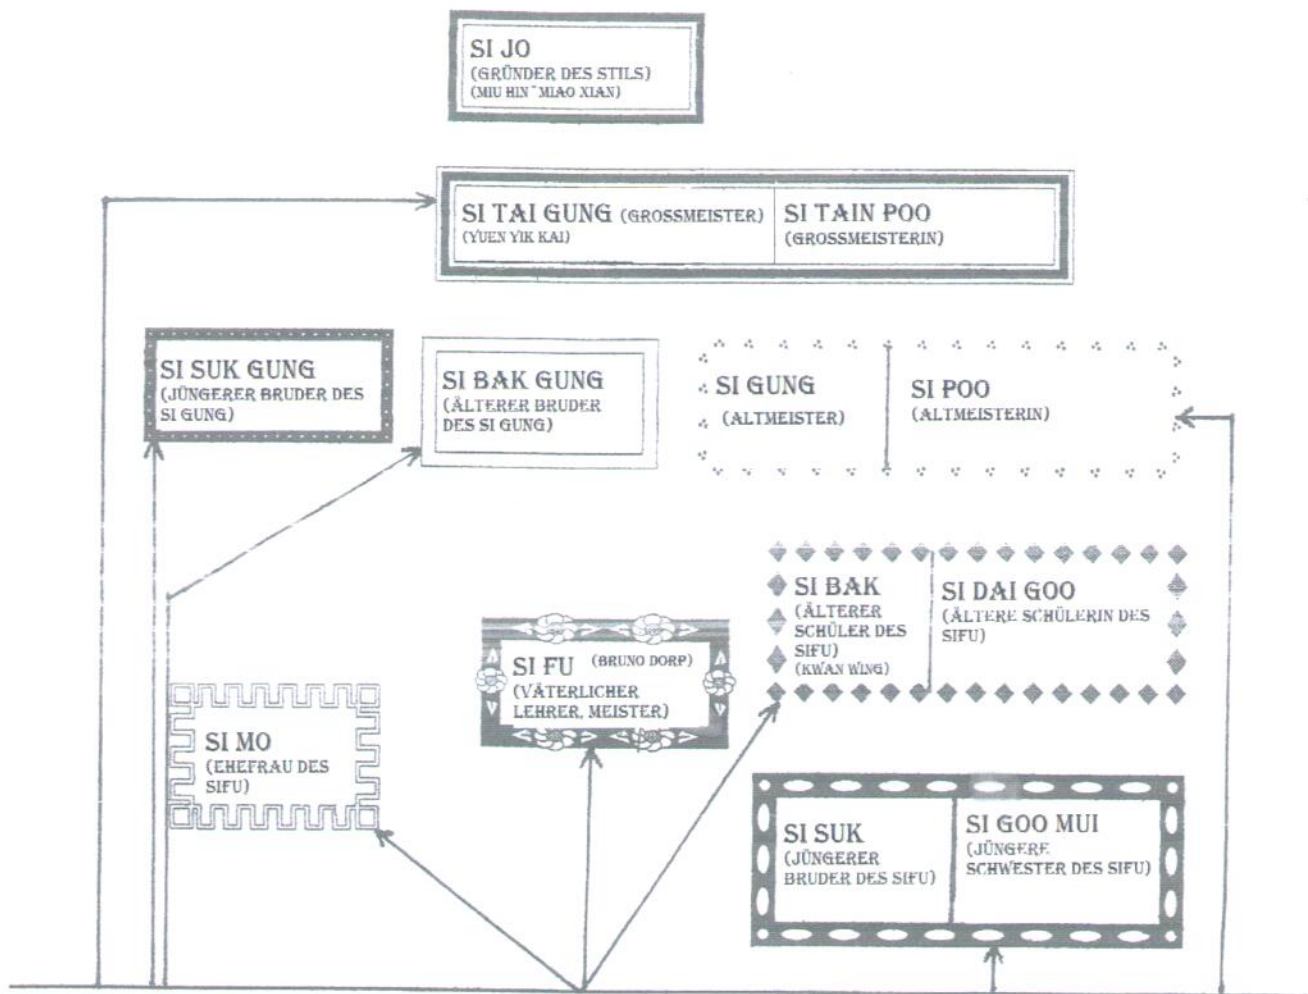 SI JO
(GRÜNDER DES STILS)
(MIU HIN ~ MIAO XIAN)
SI TAI GUNG (GROSSMEISTER)
(YUEN YIK KAI)
SI TAIN POO
(GROSSMEISTERIN)
SI SUK GUNG
(JÜNGERER BRUDER DES
SI GUNG)
SI BAK GUNG
(ÄLTERER BRUDER
DES SI GUNG)
SI GUNG
(ALTMEISTER)
SI POO
(ALTMEISTERIN)
SI BAK
(ÄLTERER
SCHÜLER DES
SIFU)
(KWAN WING)
SI DAI GOO
(ÄLTERE SCHÜLERIN DES
SIFU)
SI FU (BRUNO DORP)
(VÄTERLICHER
LEHRER, MEISTER)
SI MO
(EHEFRAU DES
SIFU)
SI SUK
(JÜNGERER
BRUDER DES SIFU)
SI GOO MUI
(JÜNGERE
SCHWESTER DES SIFU)